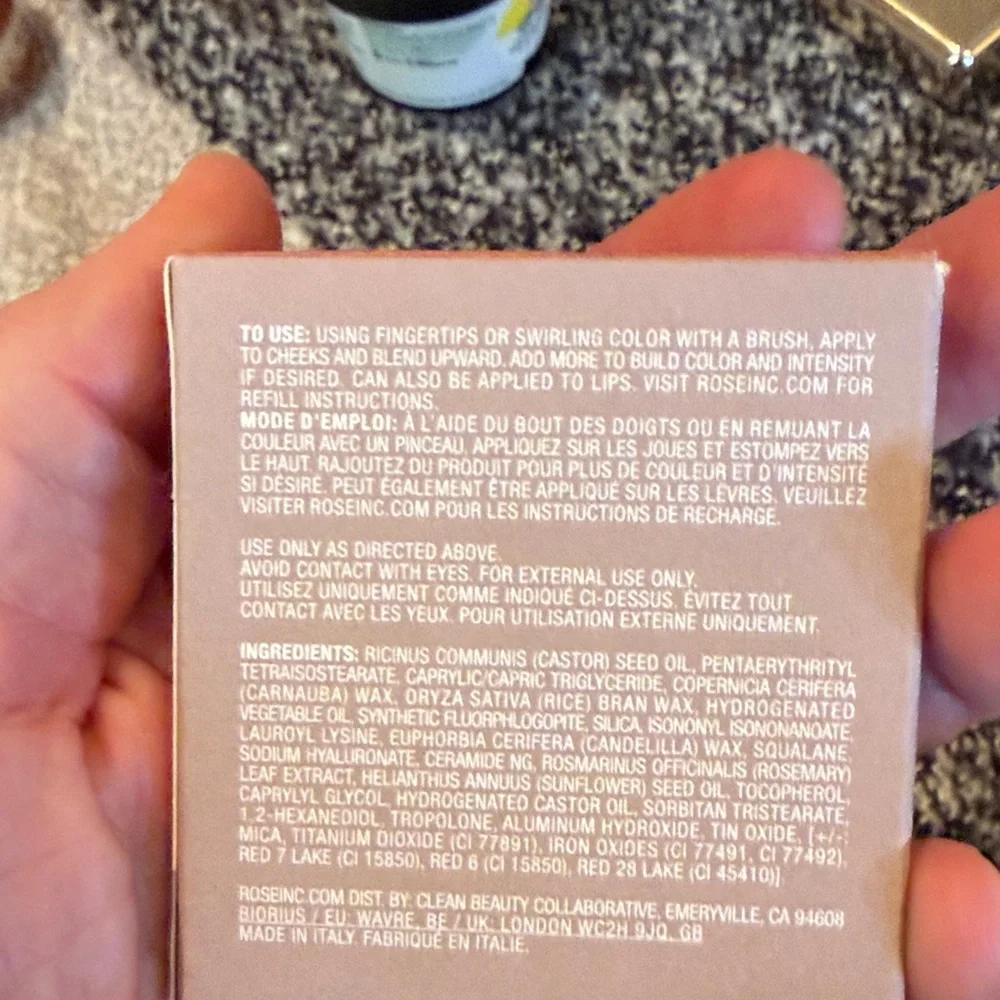 TO USE: USING FINGERTIPS OR SWIRLING COLOR WITH A BRUSH, APPLY
TO CHEEKS AND BLEND UPWARD. ADD MORE TO BUILD COLOR AND INTENSITY
IF DESIRED. CAN ALSO BE APPLIED TO LIPS. VISIT ROSEINC.COM FOR
REFILL INSTRUCTIONS.
MODE D'EMPLOI: À L'AIDE DU BOUT DES DOIGTS OU EN REMUANT LA
COULEUR AVEC UN PINCEAU, APPLIQUEZ SUR LES JOUES ET ESTOMPEZ VERS
LE HAUT. RAJOUTEZ DU PRODUIT POUR PLUS DE COULEUR ET D'INTENSITÉ
SI DÉSIRÉ. PEUT ÉGALEMENT ÊTRE APPLIQUÉ SUR LES LÈVRES. VEUILLEZ
VISITER ROSEINC.COM POUR LES INSTRUCTIONS DE RECHARGE.
USE ONLY AS DIRECTED ABOVE.
AVOID CONTACT WITH EYES. FOR EXTERNAL USE ONLY.
UTILISEZ UNIQUEMENT COMME INDIQUÉ CI-DESSUS. ÉVITEZ TOUT
CONTACT AVEC LES YEUX. POUR UTILISATION EXTERNE UNIQUEMENT.
INGREDIENTS: RICINUS COMMUNIS (CASTOR) SEED OIL, PENTAERYTHRITYL
TETRAISOSTEARATE, CAPRYLIC/CAPRIC TRIGLYCERIDE, COPERNICIA CERIFERA
(CARNAUBA) WAX, ORYZA SATIVA (RICE) BRAN WAX, HYDROGENATED
VEGETABLE OIL, SYNTHETIC FLUORPHLOGOPITE, SILICA, ISONONYL ISONONANOATE,
LAUROYL LYSINE, EUPHORBIA CERIFERA (CANDELILLA) WAX, SQUALANE,
SODIUM HYALURONATE, CERAMIDE NG, ROSMARINUS OFFICINALIS (ROSEMARY)
LEAF EXTRACT, HELIANTHUS ANNUUS (SUNFLOWER) SEED OIL, TOCOPHEROL,
CAPRYLYL GLYCOL, HYDROGENATED CASTOR OIL, SORBITAN TRISTEARATE,
1,2-HEXANEDIOL, TROPOLONE, ALUMINUM HYDROXIDE, TIN OXIDE, [+/-:
MICA, TITANIUM DIOXIDE (CI 77891), IRON OXIDES (CI 77491, CI 77492),
RED 7 LAKE (CI 15850), RED 6 (CI 15850), RED 28 LAKE (CI 45410)]
ROSEINC.COM DIST. BY: CLEAN BEAUTY COLLABORATIVE, EMERYVILLE, CA 94608
BIORIUS / EU: WAVRE, BE / UK: LONDON WC2H 9JQ, GB
MADE IN ITALY. FABRIQUÉ EN ITALIE.